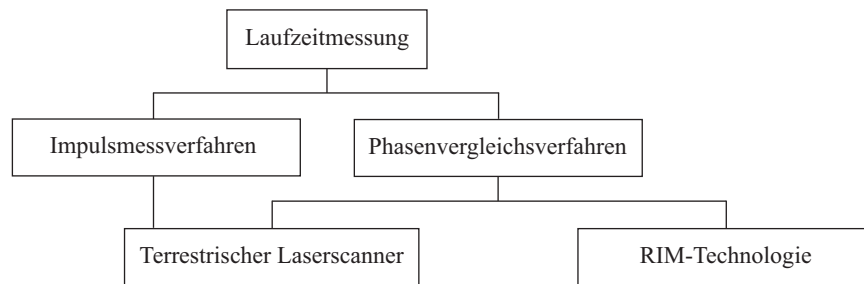 Laufzeitmessung
Impulsmessverfahren
Phasenvergleichsverfahren
Terrestrischer Laserscanner
RIM-Technologie